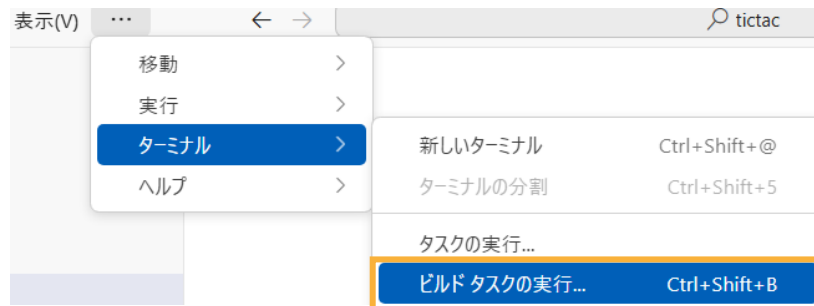 表示(V) … ← → tictac
移動
実行
ターミナル
ヘルプ
新しいターミナル Ctrl+Shift+@
ターミナルの分割 Ctrl+Shift+5
タスクの実行...
ビルド タスクの実行... Ctrl+Shift+B